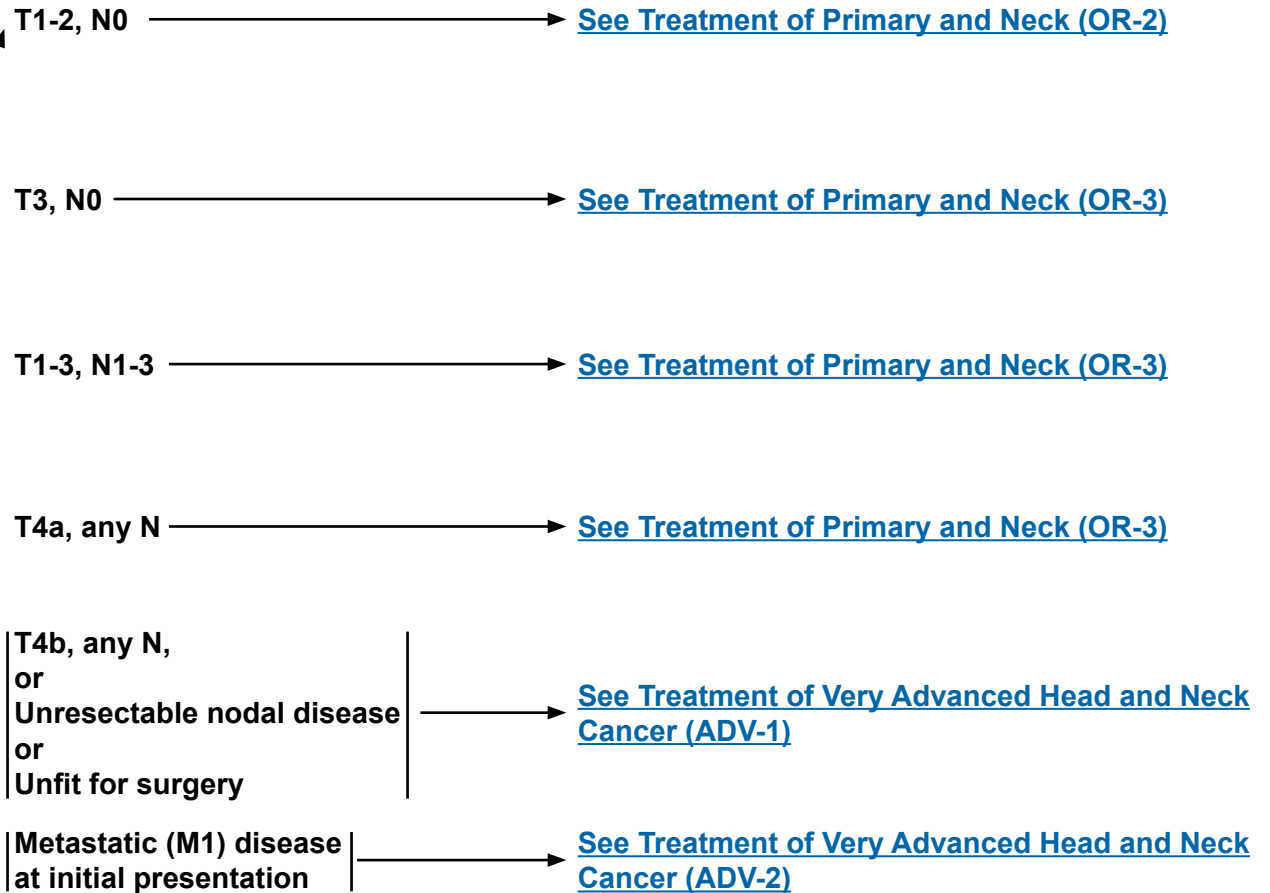 T1-2, N0
See Treatment of Primary and Neck (OR-2)
T3, N0
See Treatment of Primary and Neck (OR-3)
T1-3, N1-3
See Treatment of Primary and Neck (OR-3)
T4a, any N
See Treatment of Primary and Neck (OR-3)
T4b, any N,
or
Unresectable nodal disease
or
Unfit for surgery
See Treatment of Very Advanced Head and Neck
Cancer (ADV-1)
Metastatic (M1) disease
at initial presentation
See Treatment of Very Advanced Head and Neck
Cancer (ADV-2)